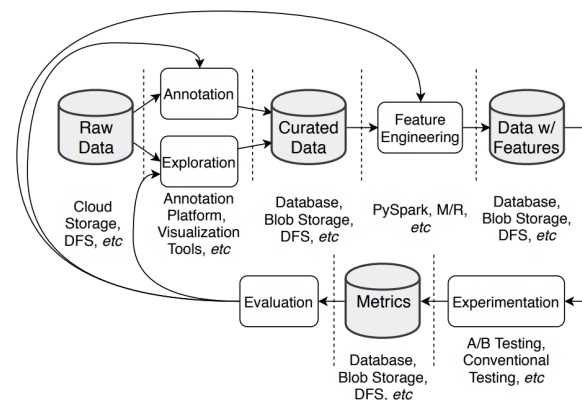 Annotation
Raw
Data
Exploration
Curated
Data
Feature
Engineering
Data w/
Features
Cloud
Storage,
DFS, etc
Annotation
Platform,
Visualization
Tools, etc
Database,
Blob Storage,
DFS, etc
PySpark, M/R,
etc
Database,
Blob Storage,
DFS, etc
Evaluation
Metrics
Experimentation
Database,
Blob Storage,
DFS, etc
A/B Testing,
Conventional
Testing, etc